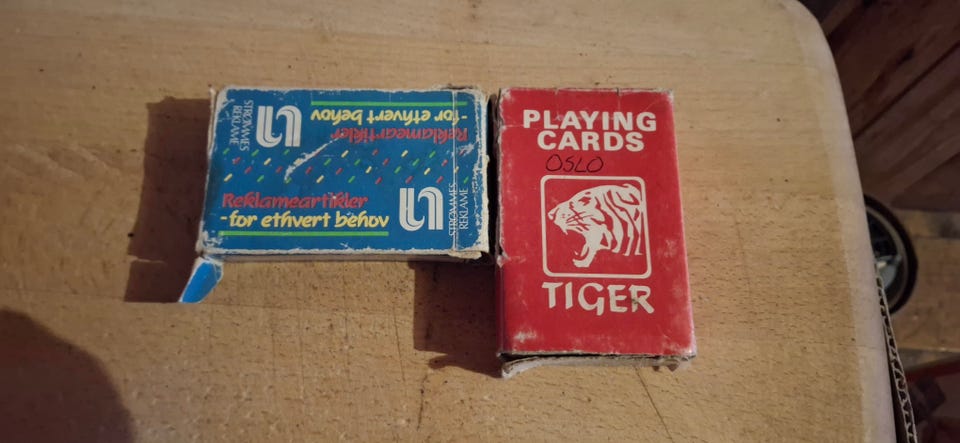 STRØMMES
REKLAME
Reklameartikler
-for ethvert behov
Reklameartikler
-for ethvert behov
STRØMMES
REKLAME
PLAYING
CARDS
OSLO
TIGER